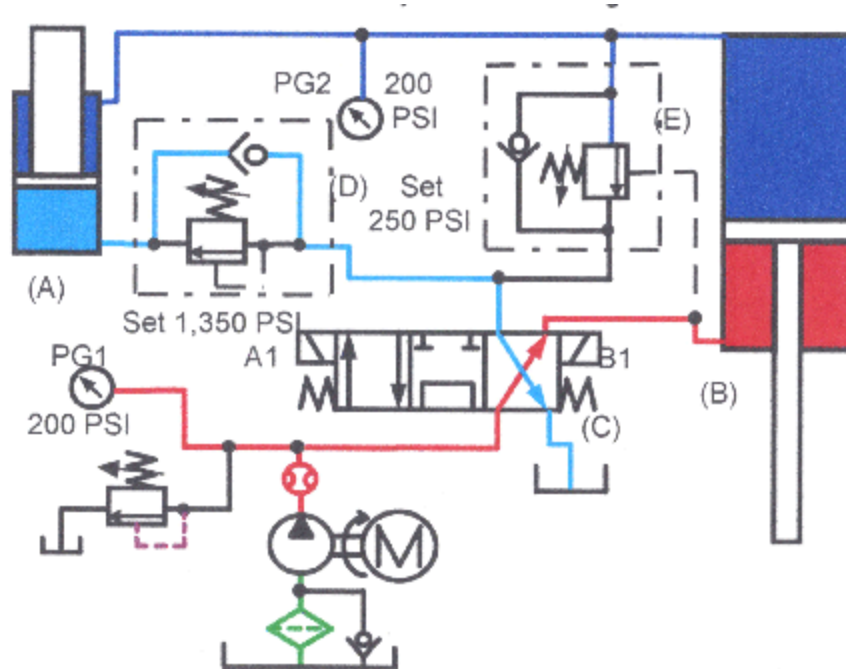 PG2
200
PSI
(E)
(D)
Set
250 PSI
(A)
Set 1,350 PSI
PG1
A1
B1
(B)
200 PSI
(C)
M